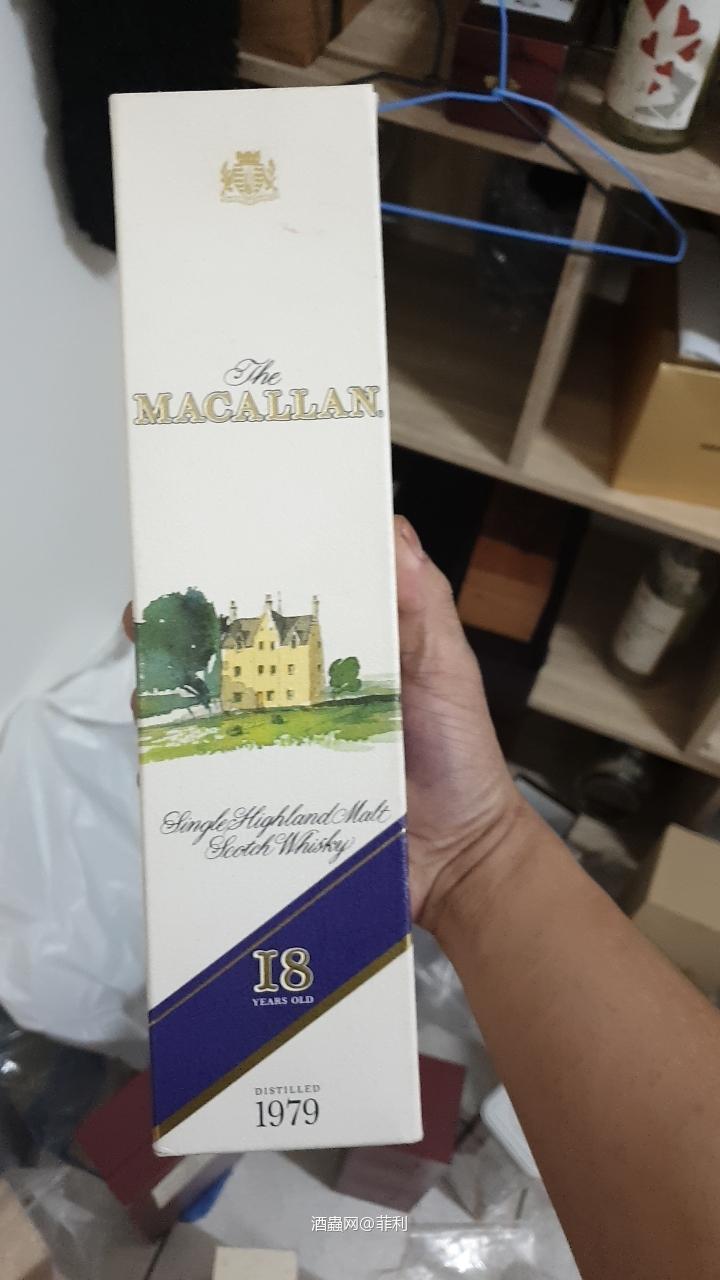 The
MACALLAN®
Single Highland Malt
Scotch Whisky
18
YEARS OLD
DISTILLED
1979
酒蟲网@菲利